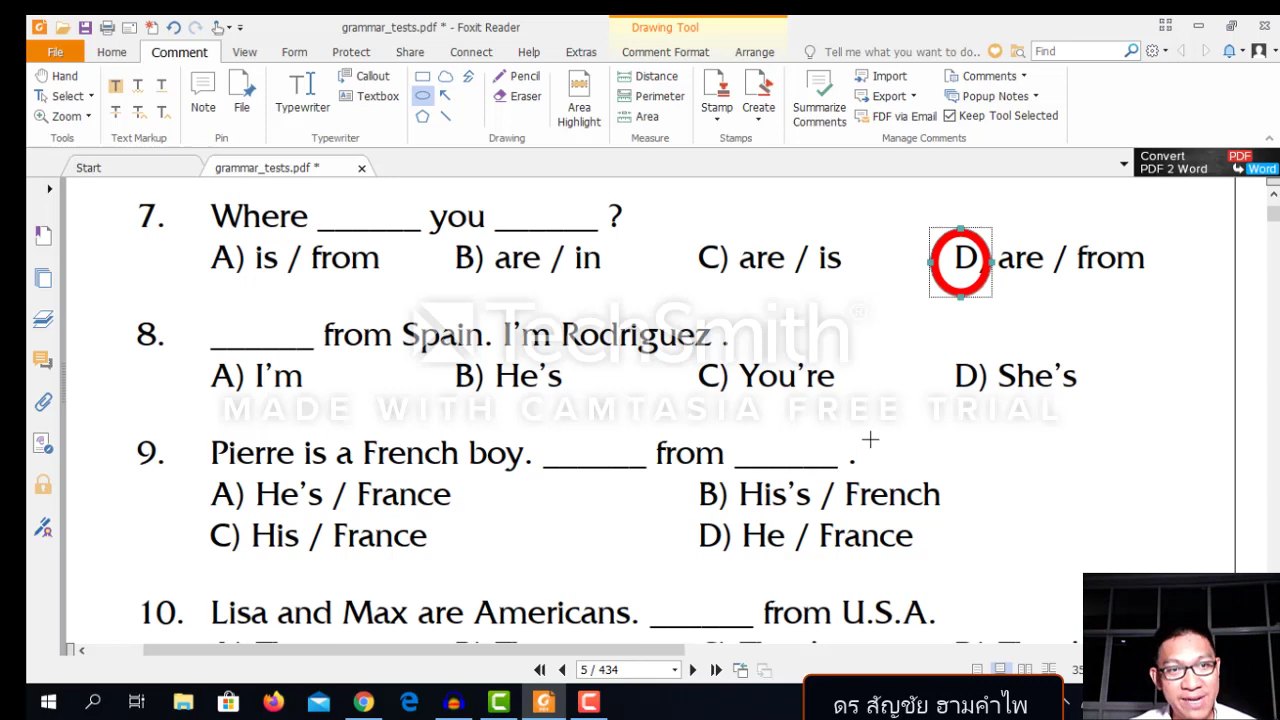 grammar_tests.pdf * - Foxit Reader
Drawing Tool
File
Home
Comment
View
Form
Protect
Share
Connect
Help
Extras
Comment Format
Arrange
Tell me what you want to do..
Find
Hand
Select
Zoom
Tools
T T T
Text Markup
Note
File
Pin
Typewriter
Callout
Textbox
Typewriter
Pencil
Eraser
Area Highlight
Drawing
Distance
Perimeter
Area
Measure
Stamp
Create
Stamps
Summarize Comments
Import
Export
FDF via Email
Comments
Popup Notes
Keep Tool Selected
Manage Comments
Start
grammar_tests.pdf *
Convert PDF
PDF 2 Word Word
7. Where ______ you ______ ?
A) is / from B) are / in C) are / is D) are / from
8. ______ from Spain. I'm Rodriguez .
A) I'm B) He's C) You're D) She's
TechSmith®
MADE WITH CAMTASIA FREE TRIAL
9. Pierre is a French boy. ______ from ______ .
A) He's / France B) His's / French
C) His / France D) He / France
10. Lisa and Max are Americans. ______ from U.S.A.
5 / 434
35
ดร สัญชัย ฮามคำไพ